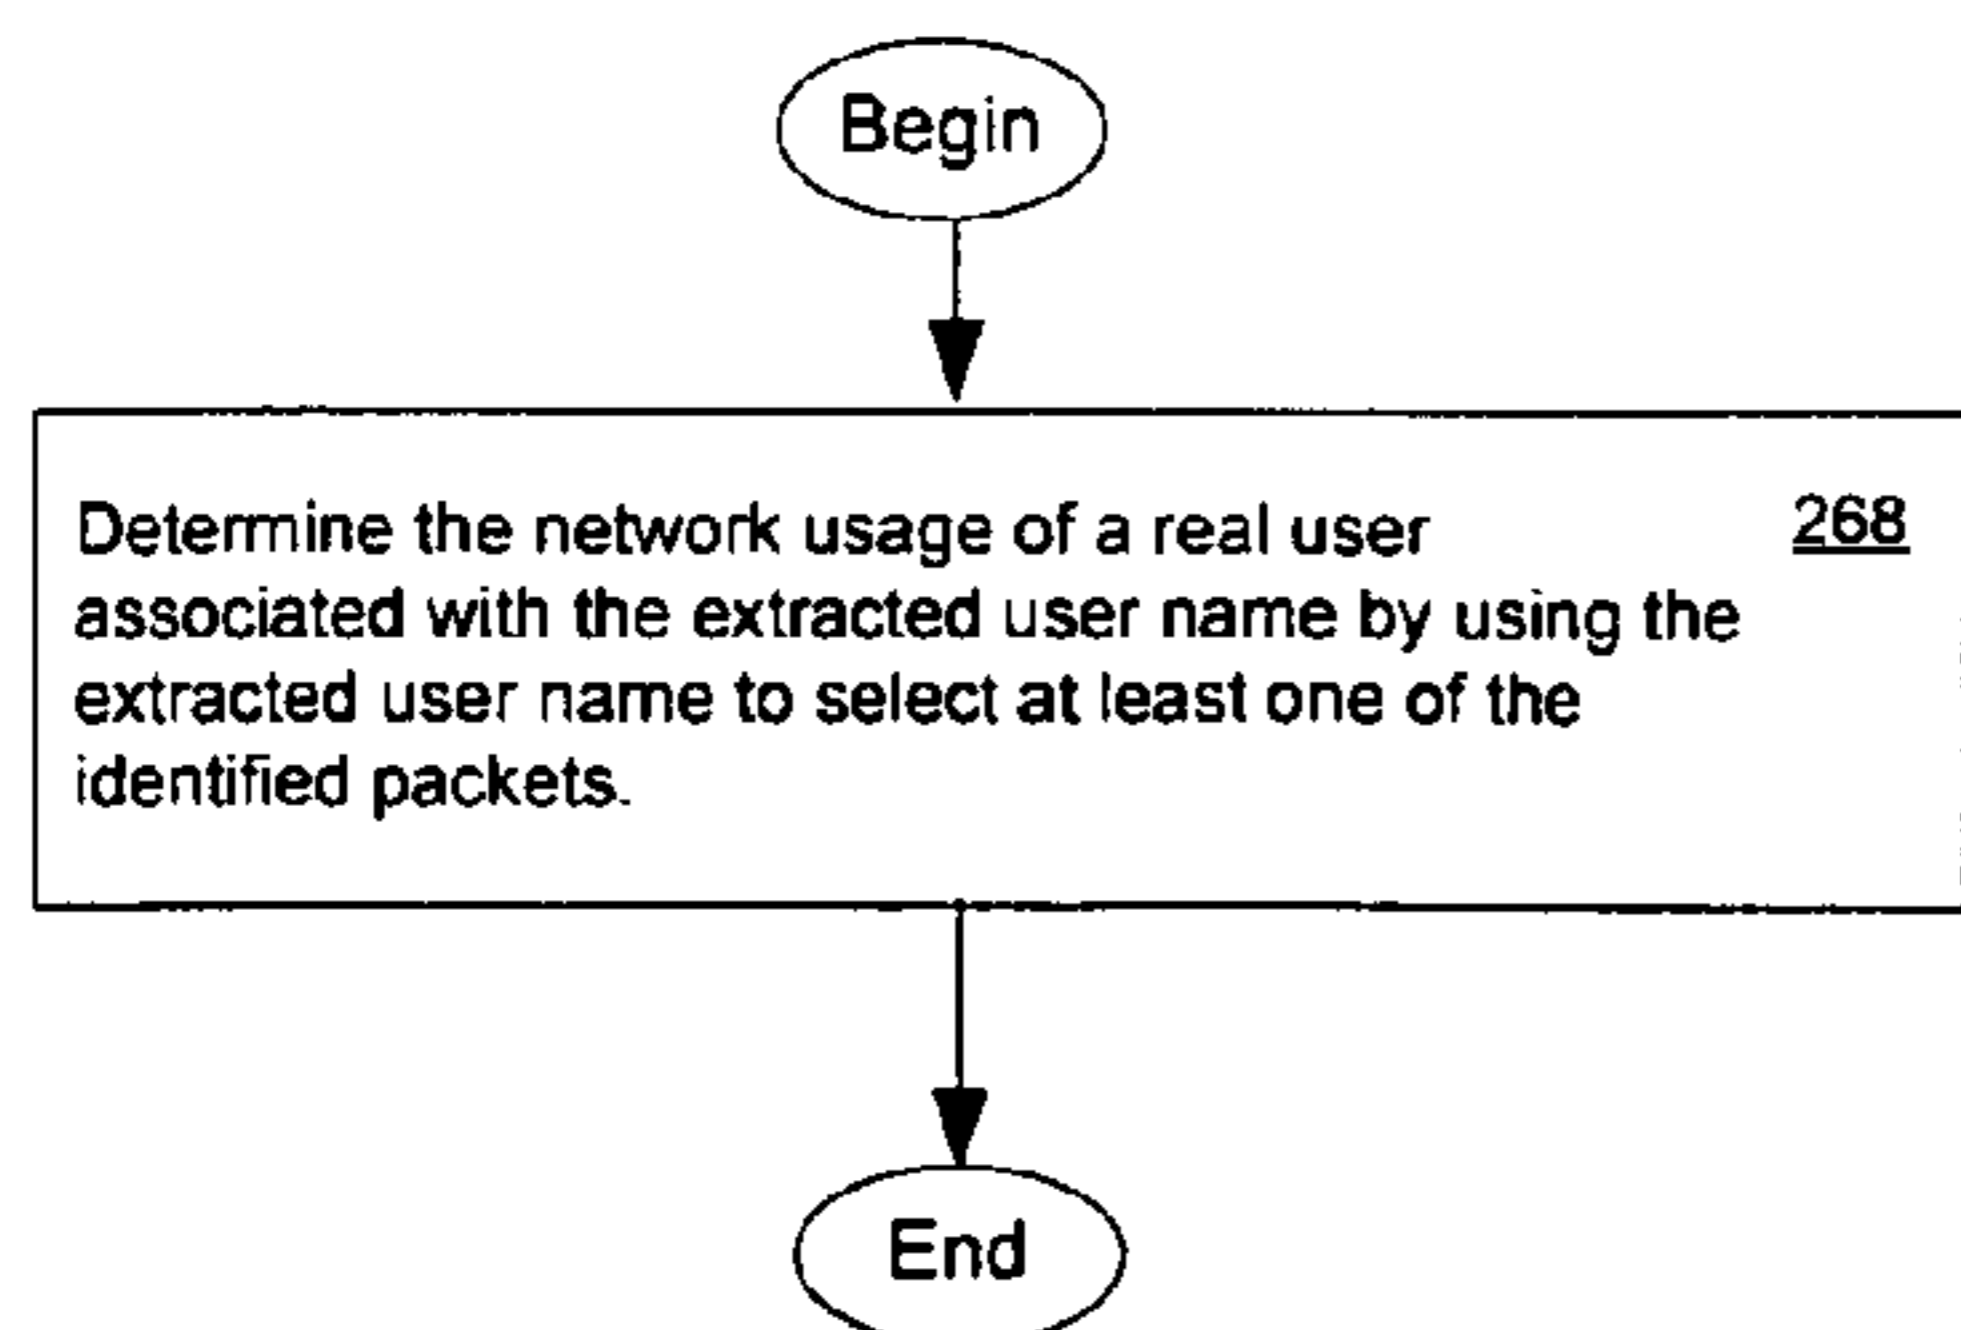 Begin
Determine the network usage of a real user 268
associated with the extracted user name by using the
extracted user name to select at least one of the
identified packets.
End